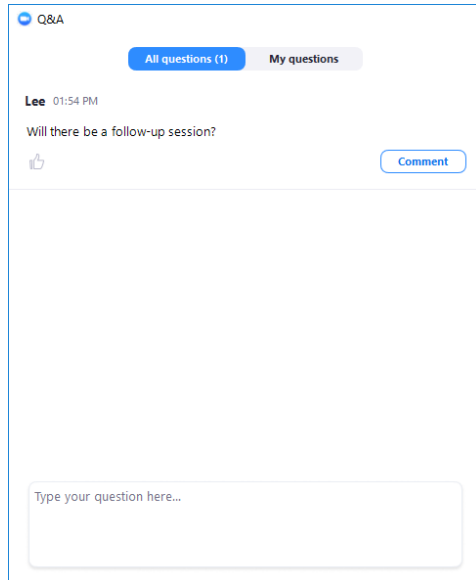 Q&A
All questions (1) My questions
Lee 01:54 PM
Will there be a follow-up session?
Comment
Type your question here...